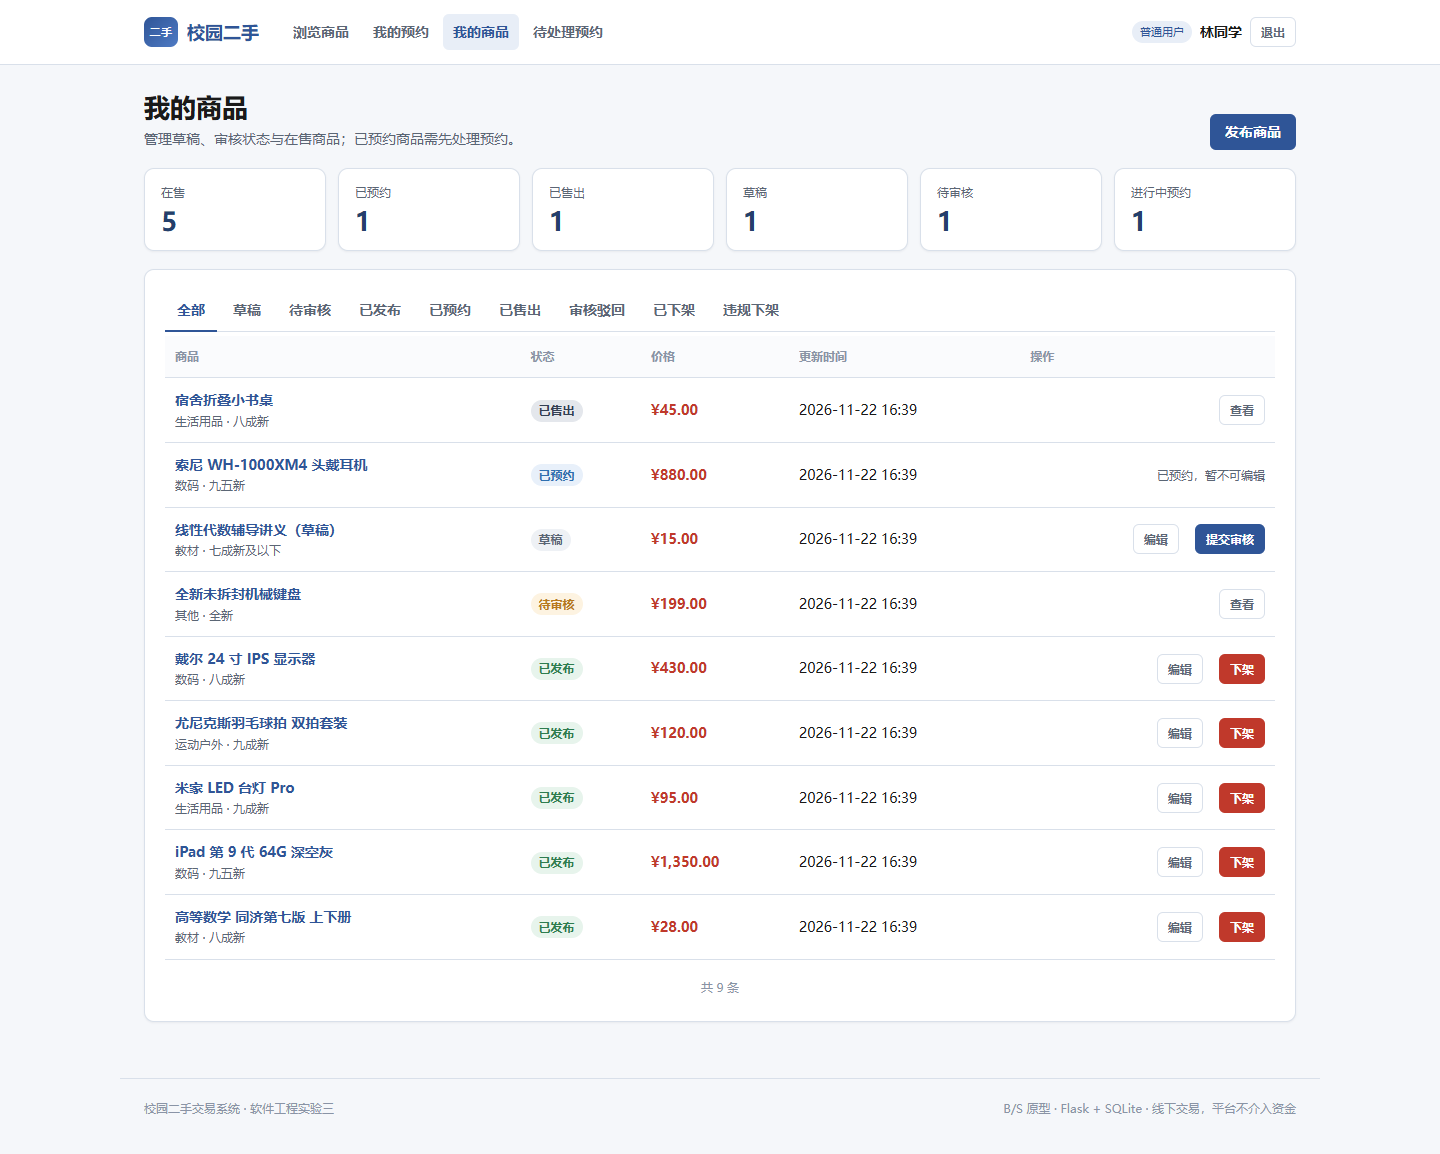 二手 校园二手 浏览商品 我的预约 我的商品 待处理预约 普通用户 林同学 退出
我的商品
管理草稿、审核状态与在售商品；已预约商品需先处理预约。
发布商品
在售 已预约 已售出 草稿 待审核 进行中预约
5 1 1 1 1 1
全部 草稿 待审核 已发布 已预约 已售出 审核驳回 已下架 违规下架
商品 状态 价格 更新时间 操作
宿舍折叠小书桌
生活用品 · 八成新
已售出 ¥45.00 2026-11-22 16:39 查看
索尼 WH-1000XM4 头戴耳机
数码 · 九五新
已预约 ¥880.00 2026-11-22 16:39 已预约，暂不可编辑
线性代数辅导讲义（草稿）
教材 · 七成新及以下
草稿 ¥15.00 2026-11-22 16:39 编辑 提交审核
全新未拆封机械键盘
其他 · 全新
待审核 ¥199.00 2026-11-22 16:39 查看
戴尔 24 寸 IPS 显示器
数码 · 八成新
已发布 ¥430.00 2026-11-22 16:39 编辑 下架
尤尼克斯羽毛球拍 双拍套装
运动户外 · 九成新
已发布 ¥120.00 2026-11-22 16:39 编辑 下架
米家 LED 台灯 Pro
生活用品 · 九成新
已发布 ¥95.00 2026-11-22 16:39 编辑 下架
iPad 第 9 代 64G 深空灰
数码 · 九五新
已发布 ¥1,350.00 2026-11-22 16:39 编辑 下架
高等数学 同济第七版 上下册
教材 · 八成新
已发布 ¥28.00 2026-11-22 16:39 编辑 下架
共 9 条
校园二手交易系统 · 软件工程实验三 B/S 原型 · Flask + SQLite · 线下交易，平台不介入资金